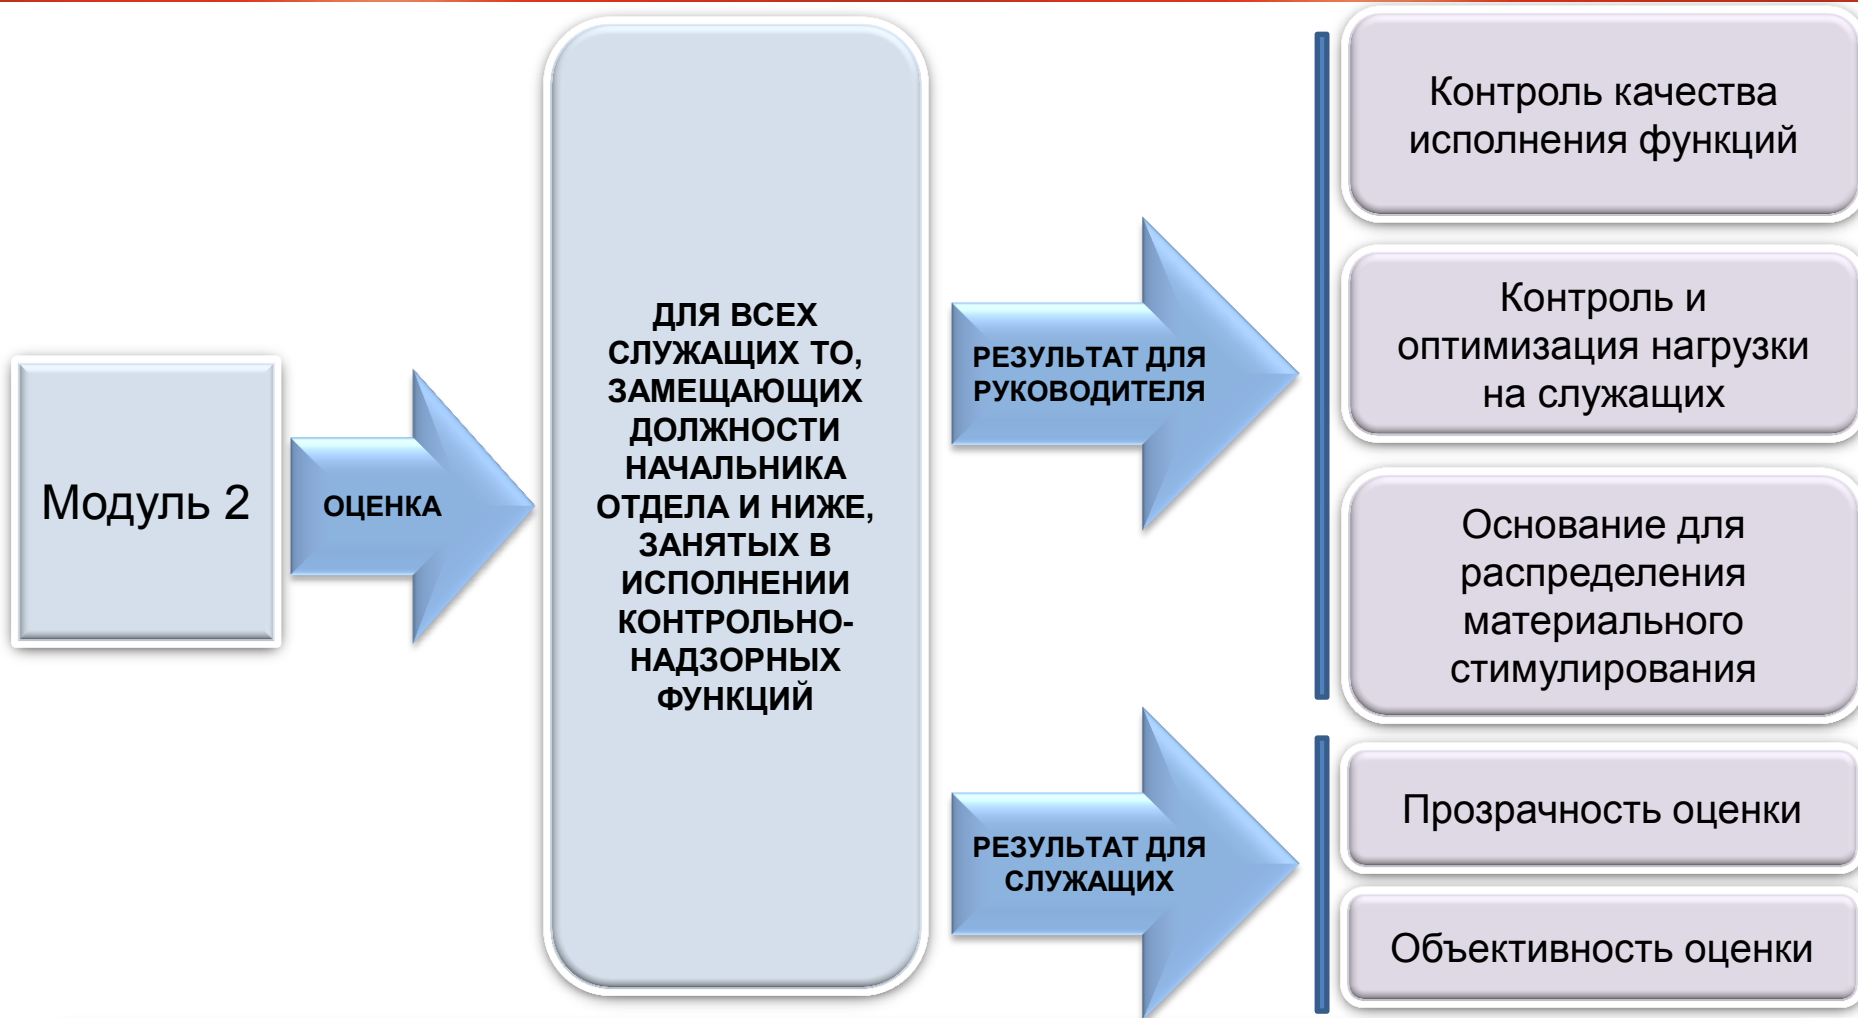 Модуль 2
ОЦЕНКА
ДЛЯ ВСЕХ
СЛУЖАЩИХ ТО,
ЗАМЕЩАЮЩИХ
ДОЛЖНОСТИ
НАЧАЛЬНИКА
ОТДЕЛА И НИЖЕ,
ЗАНЯТЫХ В
ИСПОЛНЕНИИ
КОНТРОЛЬНО-
НАДЗОРНЫХ
ФУНКЦИЙ
РЕЗУЛЬТАТ ДЛЯ
РУКОВОДИТЕЛЯ
Контроль качества
исполнения функций
Контроль и
оптимизация нагрузки
на служащих
Основание для
распределения
материального
стимулирования
РЕЗУЛЬТАТ ДЛЯ
СЛУЖАЩИХ
Прозрачность оценки
Объективность оценки